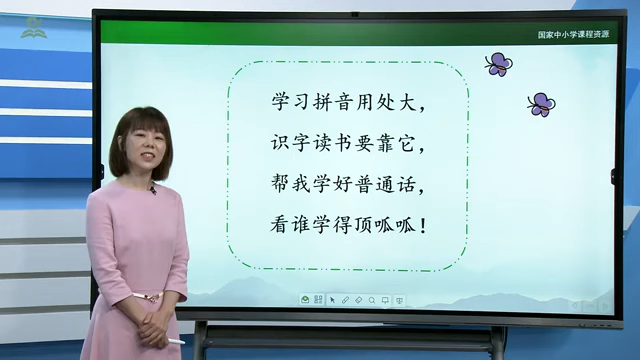 国家中小学课程资源
学习拼音用处大，
识字读书要靠它，
帮我学好普通话，
看谁学得顶呱呱！